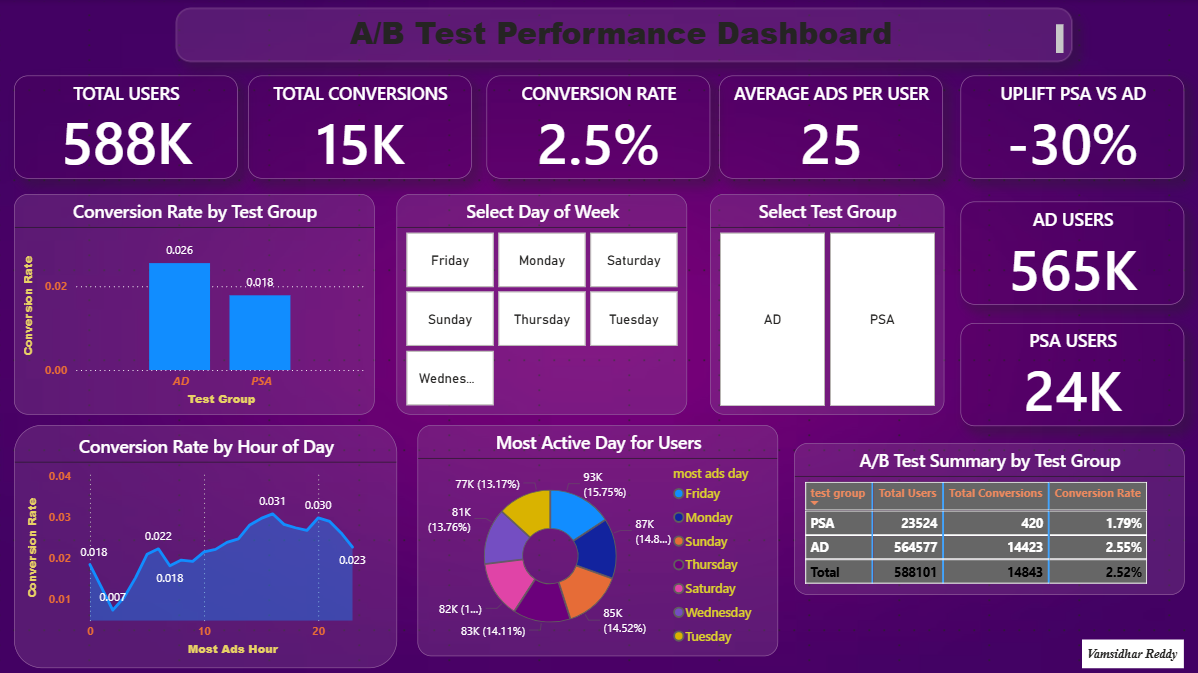 A/B Test Performance Dashboard
TOTAL USERS
588K
TOTAL CONVERSIONS
15K
CONVERSION RATE
2.5%
AVERAGE ADS PER USER
25
UPLIFT PSA VS AD
-30%
Conversion Rate by Test Group
Conversion Rate
0.02
0.00
0.026
0.018
AD
PSA
Test Group
Select Day of Week
Friday
Monday
Saturday
Sunday
Thursday
Tuesday
Wednes...
Select Test Group
AD
PSA
AD USERS
565K
PSA USERS
24K
Conversion Rate by Hour of Day
Conversion Rate
0.04
0.03
0.02
0.01
0.018
0.007
0.022
0.018
0.031
0.030
0.023
0
10
20
Most Ads Hour
Most Active Day for Users
93K
(15.75%)
87K
(14.8...)
85K
(14.52%)
83K (14.11%)
82K (1...)
81K
(13.76%)
77K (13.17%)
most ads day
Friday
Monday
Sunday
Thursday
Saturday
Wednesday
Tuesday
A/B Test Summary by Test Group
test group Total Users Total Conversions Conversion Rate
PSA 23524 420 1.79%
AD 564577 14423 2.55%
Total 588101 14843 2.52%
Vamsidhar Reddy